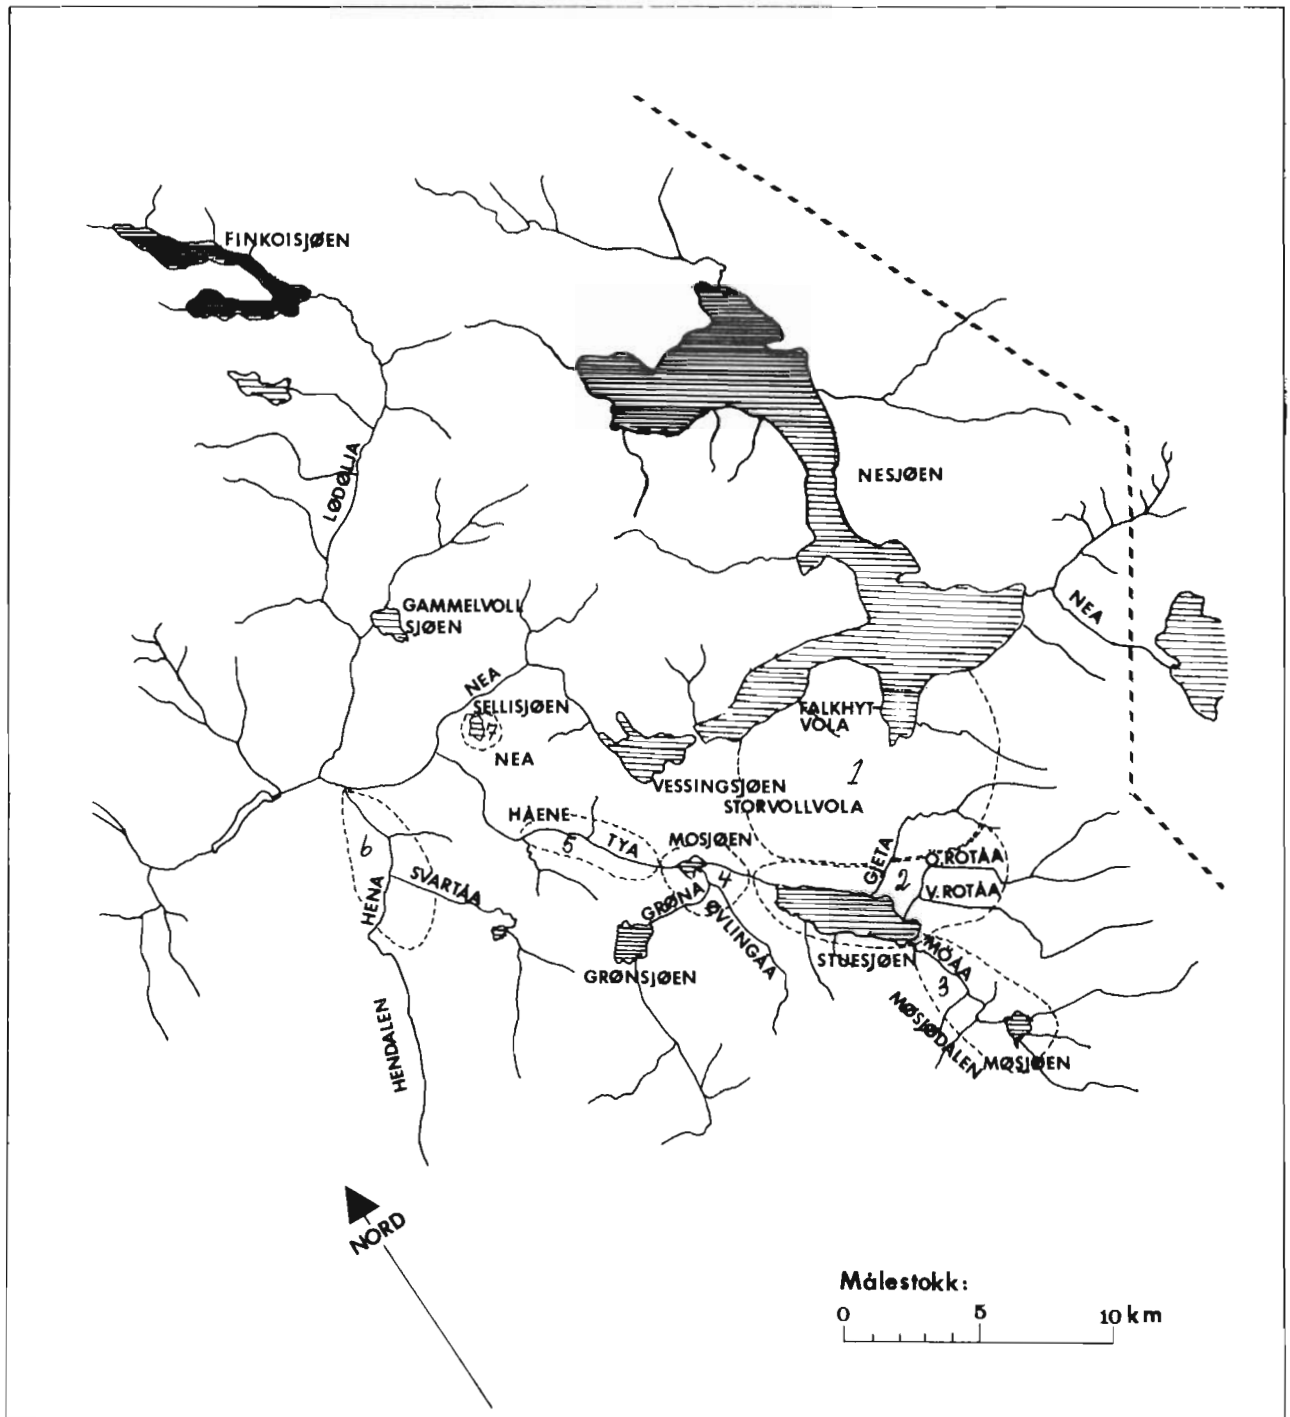 FINKOISJØEN
NESJØEN
LØDØLJA
GAMMELVOLL
SJØEN
NEA
NEA
SELLISJØEN
7
NEA
FALKHYT-
VOLA
1
VESSINGSJØEN
STORVOLLVOLA
HÅENE
5
TYA
MOSJØEN
GJETA
Ö.ROTÅA
2
V.ROTÅA
6
SVARTÅA
HENA
4
GRØNA
ØVLINGÅA
GRØNSJØEN
STUESJØEN
MÖÅA
3
MØSJØDALEN
MØSJØEN
HENDALEN
NORD
Målestokk:
0 5 10 km